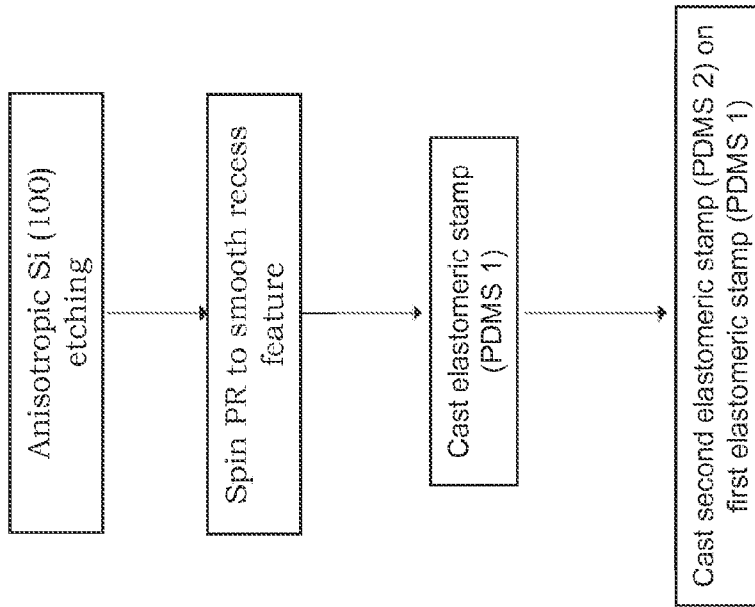 Anisotropic Si (100)
etching
Spin PR to smooth recess
feature
Cast elastomeric stamp
(PDMS 1)
Cast second elastomeric stamp (PDMS 2) on
first elastomeric stamp (PDMS 1)